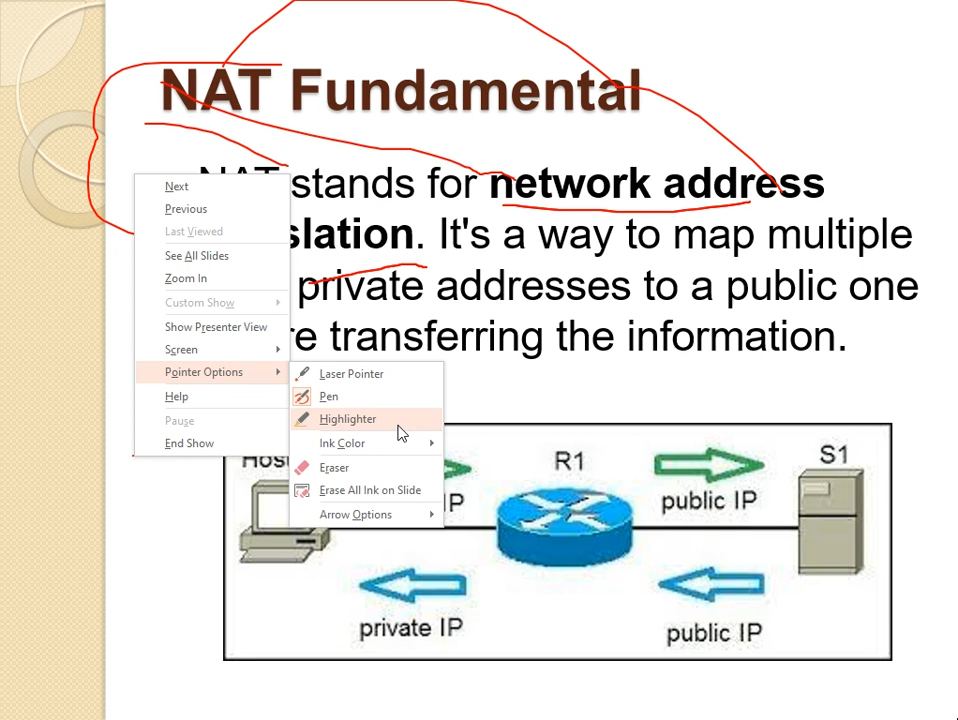 NAT Fundamental
NAT stands for network address
slation. It's a way to map multiple
private addresses to a public one
re transferring the information.
Next
Previous
Last Viewed
See All Slides
Zoom In
Custom Show
Show Presenter View
Screen
Pointer Options
Help
Pause
End Show
Laser Pointer
Pen
Highlighter
Ink Color
Eraser
Erase All Ink on Slide
Arrow Options
Host
R1
S1
IP
public IP
private IP
public IP